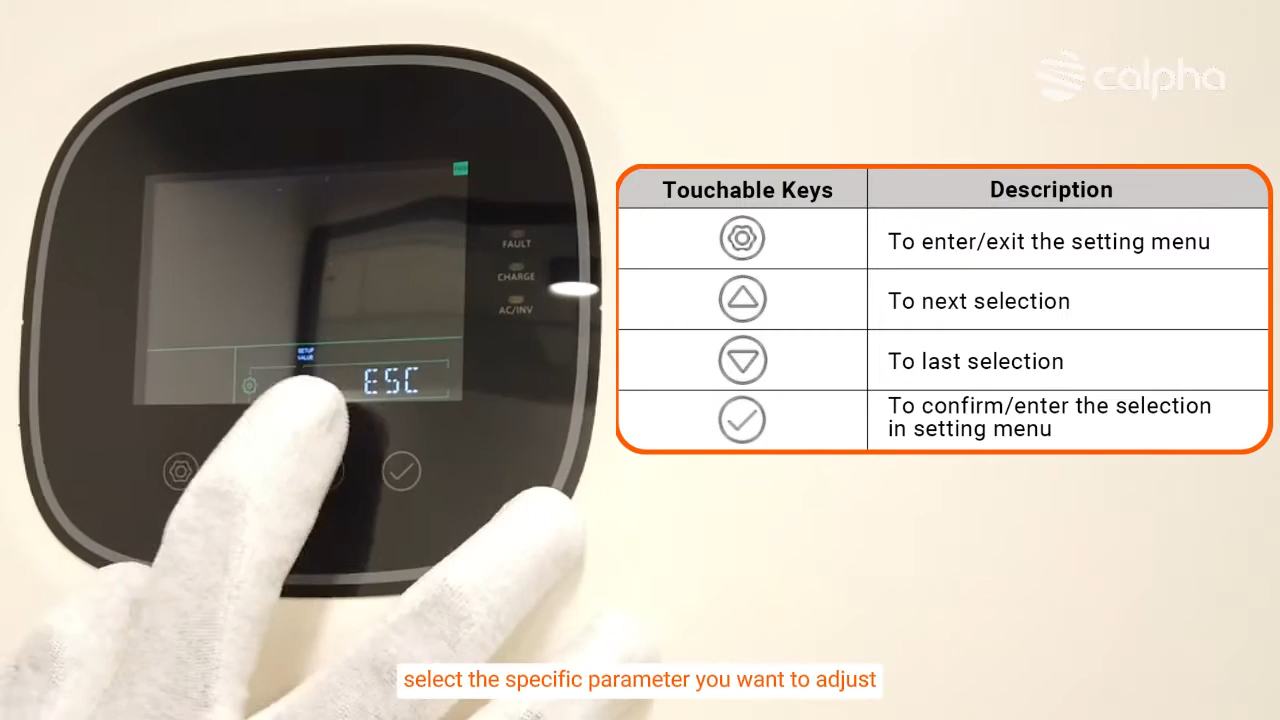 calpha
Touchable Keys
Description
To enter/exit the setting menu
To next selection
To last selection
To confirm/enter the selection
in setting menu
FAULT
CHARGE
AC/INV
SETUP
VALUE
ESC
select the specific parameter you want to adjust